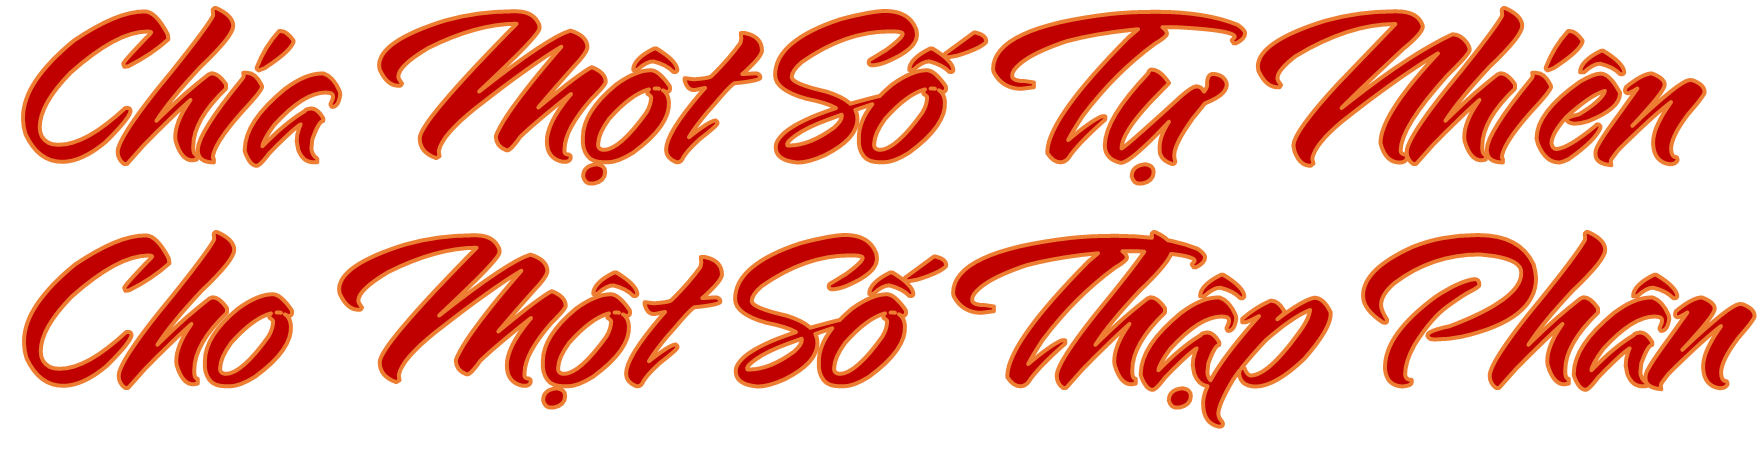 Chia Một Số Tự Nhiên
Cho Một Số Thập Phân